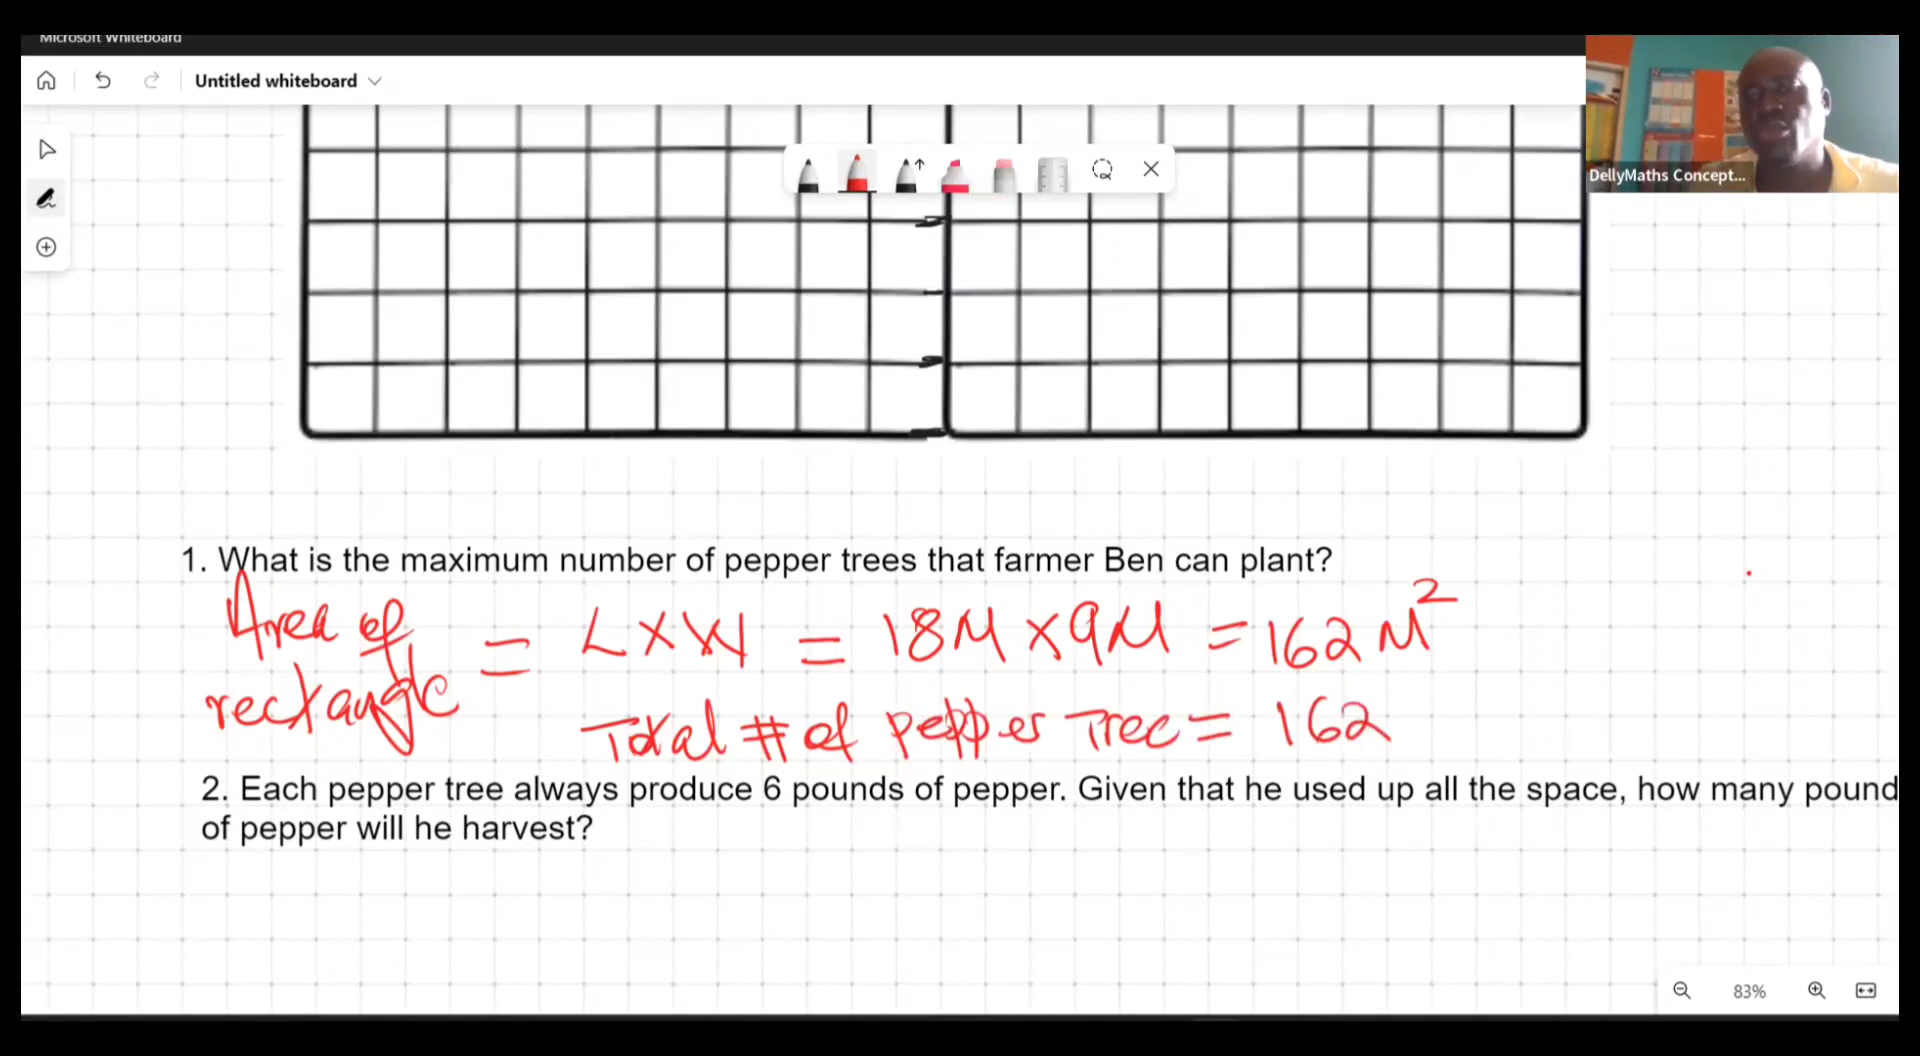 Microsoft Whiteboard
Untitled whiteboard
DellyMaths Concept...
1. What is the maximum number of pepper trees that farmer Ben can plant?
Area of
rectangle = L X W = 18M X 9M = 162 M²
Total # of pepper Tree = 162
2. Each pepper tree always produce 6 pounds of pepper. Given that he used up all the space, how many pound
of pepper will he harvest?
83%